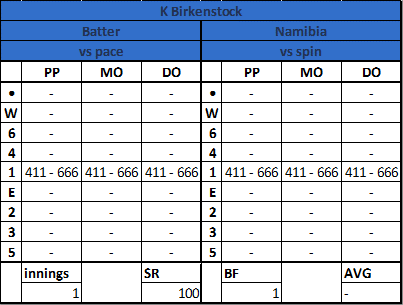 K Birkenstock
Batter Namibia
vs pace vs spin
PP MO DO PP MO DO
• - - - • - - -
W - - - W - - -
6 - - - 6 - - -
4 - - - 4 - - -
1 411 - 666 411 - 666 411 - 666 1 411 - 666 411 - 666 411 - 666
E - - - E - - -
2 - - - 2 - - -
3 - - - 3 - - -
5 - - - 5 - - -
innings SR BF AVG
1 100 1 -